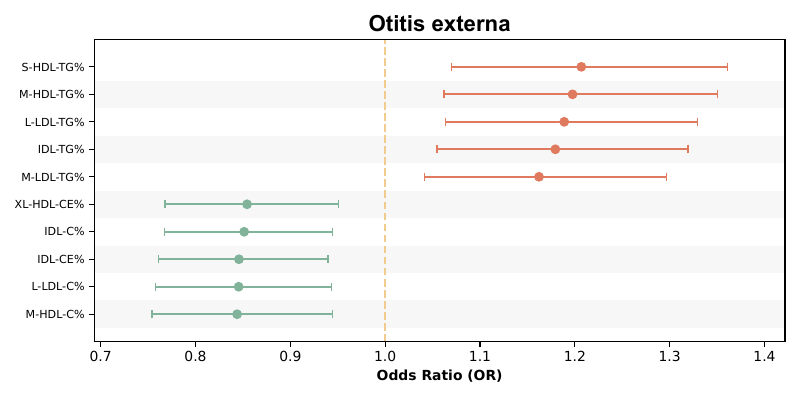 Otitis externa
S-HDL-TG%
M-HDL-TG%
L-LDL-TG%
IDL-TG%
M-LDL-TG%
XL-HDL-CE%
IDL-C%
IDL-CE%
L-LDL-C%
M-HDL-C%
0.7 0.8 0.9 1.0 1.1 1.2 1.3 1.4
Odds Ratio (OR)